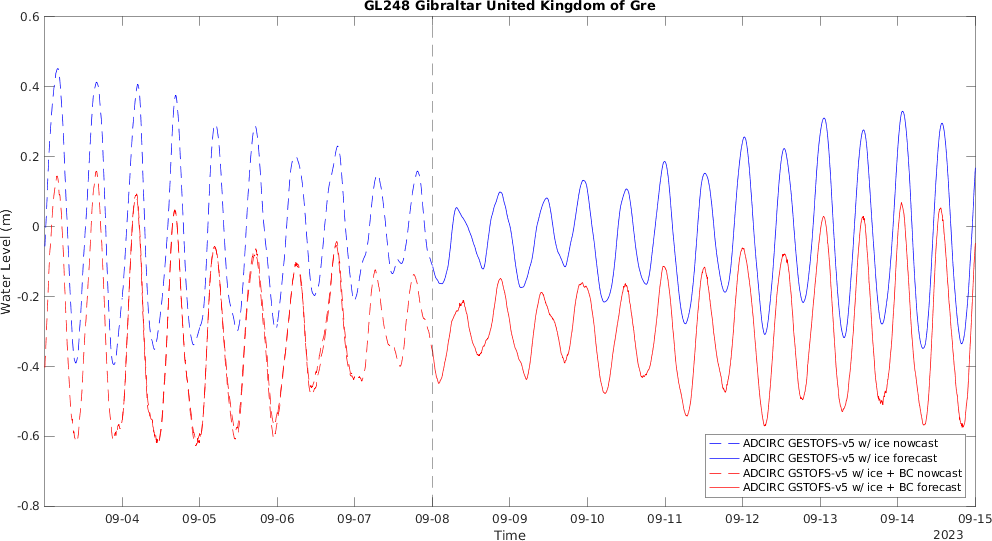 GL248 Gibraltar United Kingdom of Gre
0.6
0.4
0.2
0
-0.2
-0.4
-0.6
-0.8
Water Level (m)
09-04 09-05 09-06 09-07 09-08 09-09 09-10 09-11 09-12 09-13 09-14 09-15
Time
2023
ADCIRC GESTOFS-v5 w/ ice nowcast
ADCIRC GESTOFS-v5 w/ ice forecast
ADCIRC GSTOFS-v5 w/ ice + BC nowcast
ADCIRC GSTOFS-v5 w/ ice + BC forecast